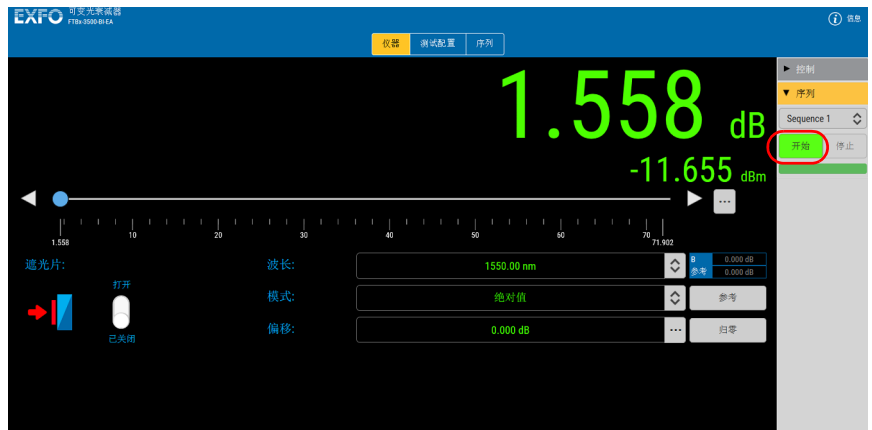 EXFO 可变光衰减器
FTBx-3500-BI-EA
信息
仪器 测试配置 序列
控制
序列
Sequence 1
开始 停止
1.558 dB
-11.655 dBm
...
10 20 30 40 50 60 70
1.558 71.902
遮光片:
打开
已关闭
波长: 1550.00 nm
B 0.000 dB
参考 0.000 dB
模式: 绝对值 参考
偏移: 0.000 dB ... 归零